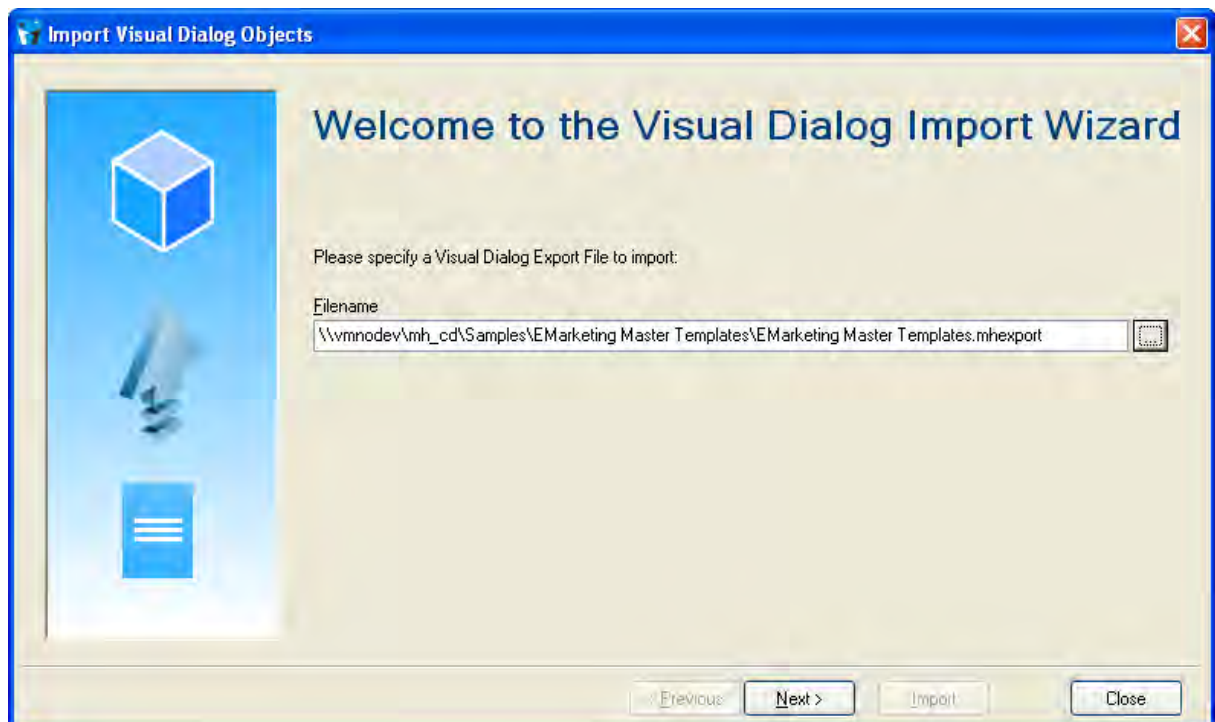 Import Visual Dialog Objects
Welcome to the Visual Dialog Import Wizard
Please specify a Visual Dialog Export File to import:
Filename
\\vmnodev\mh_cd\Samples\EMarketing Master Templates\EMarketing Master Templates.mhexport
...
Previous Next > Import Close